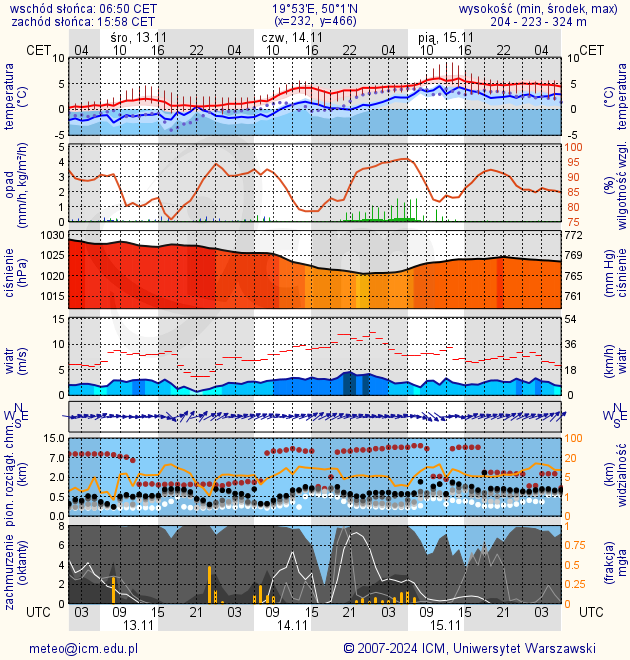 wschód słońca: 06:50 CET 19°53'E, 50°1'N wysokość (min, środek, max)
zachód słońca: 15:58 CET (x=232, y=466) 204 - 223 - 324 m
śro, 13.11 czw, 14.11 pią, 15.11
CET 04 10 16 22 04 10 16 22 04 10 16 22 04 CET
temperatura (°C) 10 5 0 -5 10 5 0 -5 temperatura (°C)
opad (mm/h, kg/m²/h) 5 4 3 2 1 0 100 95 90 85 80 75 (%) wilgotność wzgl.
ciśnienie (hPa) 1030 1025 1020 1015 772 769 765 761 (mm Hg) ciśnienie
wiatr (m/s) 15 10 5 0 54 36 18 0 (km/h) wiatr
N W E S N W E S
pion. rozciągł. chm. (km) 15.0 5.0 2.0 0.5 0.0 100 20 5 1 0 (km) widzialność
zachmurzenie (oktanty) 8 6 4 2 0 1 0.75 0.5 0.25 0 (frakcja) mgła
UTC 03 09 15 21 03 09 15 21 03 09 15 21 03 UTC
13.11 14.11 15.11
meteo@icm.edu.pl © 2007-2024 ICM, Uniwersytet Warszawski